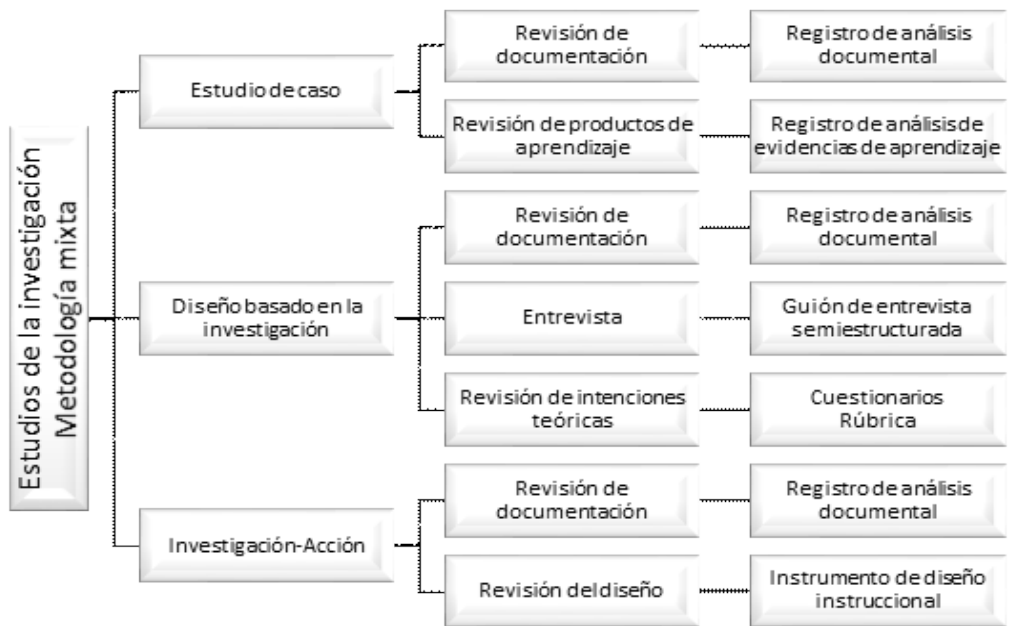 Estudios de la investigación
Metodología mixta
Estudio de caso
Revisión de
documentación
Registro de análisis
documental
Revisión de productos de
aprendizaje
Registro de análisis de
evidencias de aprendizaje
Diseño basado en la
investigación
Revisión de
documentación
Registro de análisis
documental
Entrevista
Guión de entrevista
semiestructurada
Revisión de intenciones
teóricas
Cuestionarios
Rúbrica
Investigación-Acción
Revisión de
documentación
Registro de análisis
documental
Revisión del diseño
Instrumento de diseño
instruccional